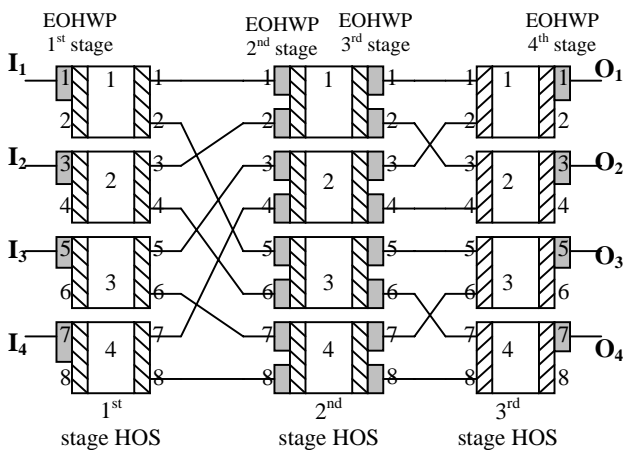 EOHWP EOHWP EOHWP EOHWP
1st stage 2nd stage 3rd stage 4th stage
I1 1 1 1 1 1 1 1 1 1 O1
2 2 2 2 2 2
I2 3 2 3 3 2 3 3 2 3 O2
4 4 4 4 4 4
I3 5 3 5 5 3 5 5 3 5 O3
6 6 6 6 6 6
I4 7 4 7 7 4 7 7 4 7 O4
8 8 8 8 8 8
1st 2nd 3rd
stage HOS stage HOS stage HOS